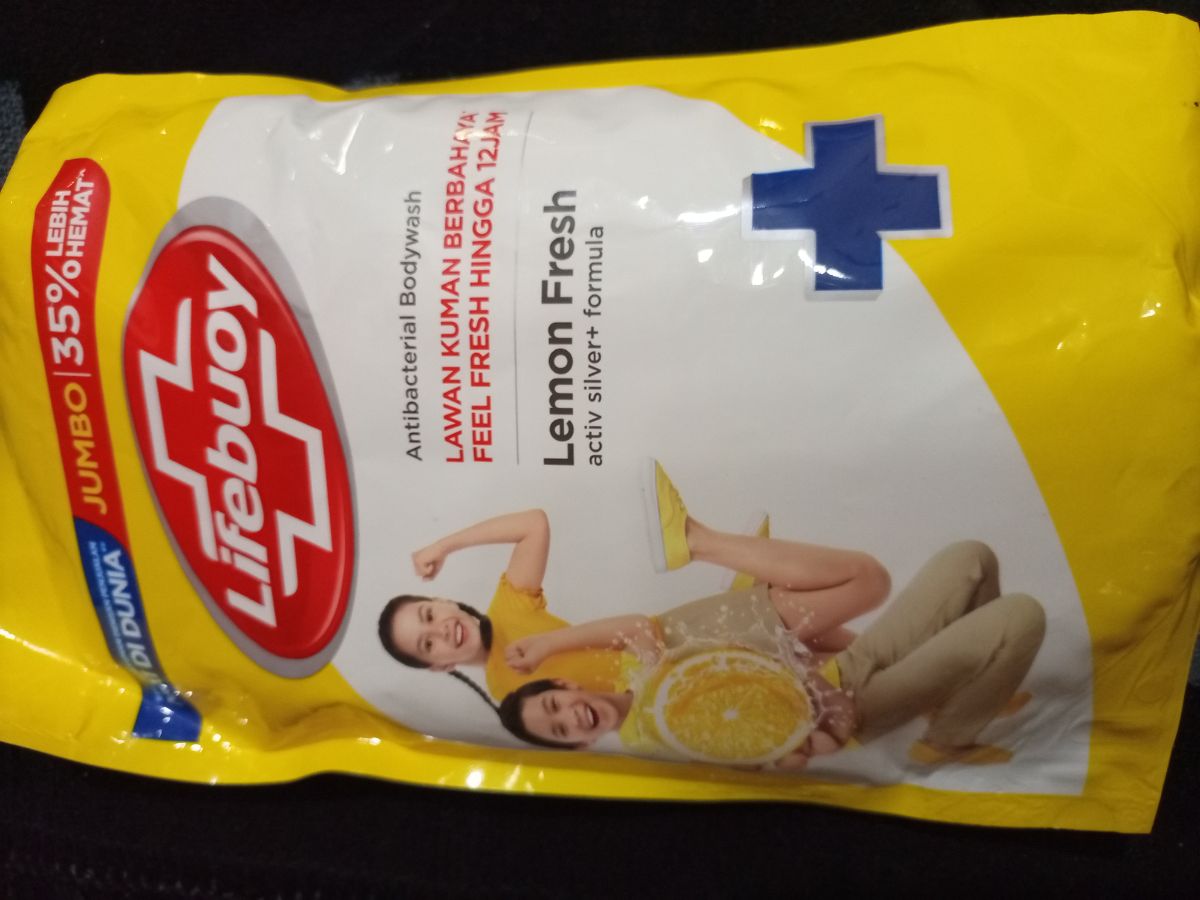 JUMBO | 35% LEBIH HEMAT^^
DI DUNIA**
Lifebuoy
Antibacterial Bodywash
LAWAN KUMAN BERBAHAYA*
FEEL FRESH HINGGA 12JAM
Lemon Fresh
activ silver+ formula